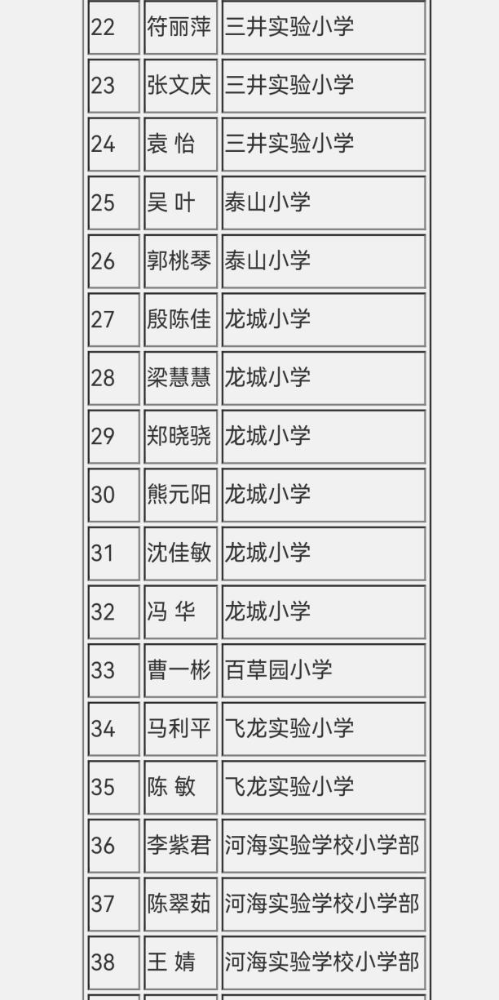 22 符丽萍 三井实验小学
23 张文庆 三井实验小学
24 袁 怡 三井实验小学
25 吴 叶 泰山小学
26 郭桃琴 泰山小学
27 殷陈佳 龙城小学
28 梁慧慧 龙城小学
29 郑晓骁 龙城小学
30 熊元阳 龙城小学
31 沈佳敏 龙城小学
32 冯 华 龙城小学
33 曹一彬 百草园小学
34 马利平 飞龙实验小学
35 陈 敏 飞龙实验小学
36 李紫君 河海实验学校小学部
37 陈翠茹 河海实验学校小学部
38 王 婧 河海实验学校小学部